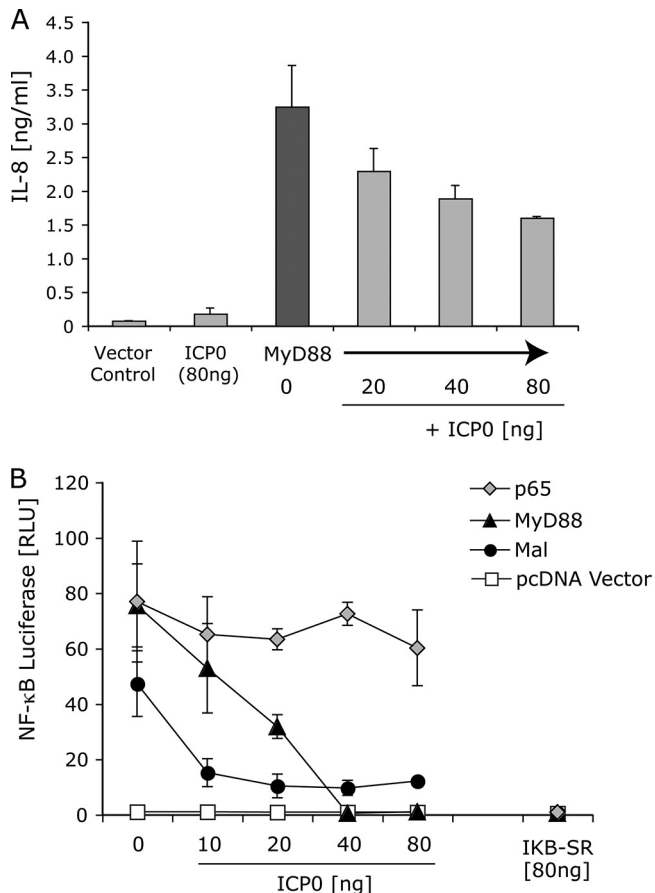 A
IL-8 [ng/ml]
4.5
4.0
3.5
3.0
2.5
2.0
1.5
1.0
0.5
0
Vector
Control
ICP0
(80ng)
MyD88
0
20
40
80
+ ICP0 [ng]
B
NF-κB Luciferase [RLU]
120
100
80
60
40
20
0
p65
MyD88
Mal
pcDNA Vector
0
10
20
40
80
ICP0 [ng]
IKB-SR
[80ng]